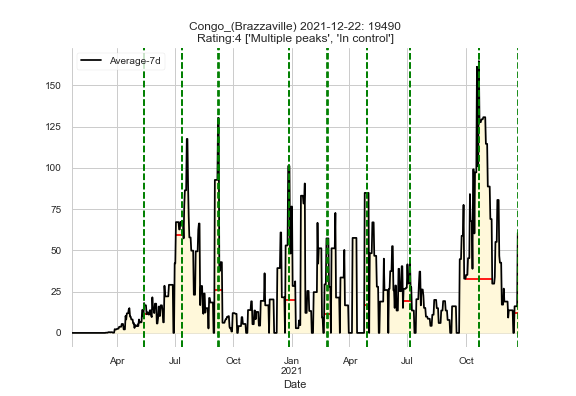 Congo_(Brazzaville) 2021-12-22: 19490
Rating:4 ['Multiple peaks', 'In control']
Average-7d
150
125
100
75
50
25
0
Apr Jul Oct Jan Apr Jul Oct
2021
Date